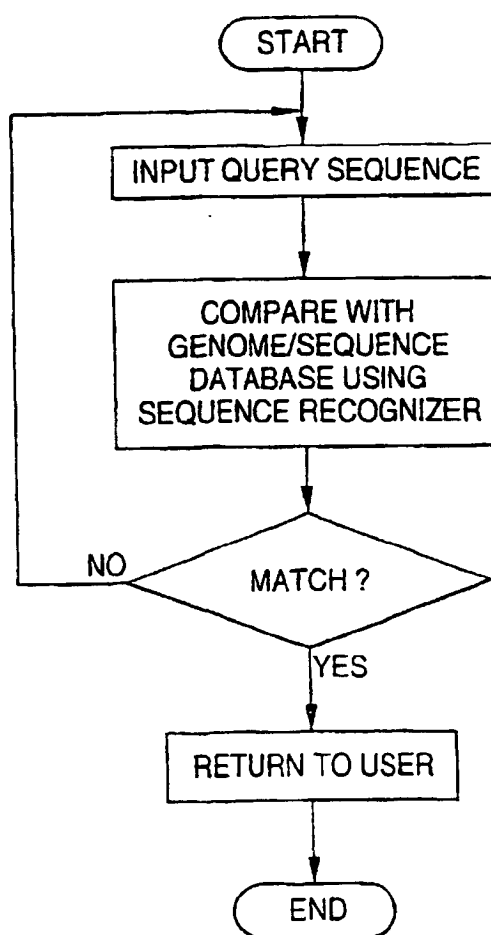 START
INPUT QUERY SEQUENCE
COMPARE WITH
GENOME/SEQUENCE
DATABASE USING
SEQUENCE RECOGNIZER
NO
MATCH ?
YES
RETURN TO USER
END